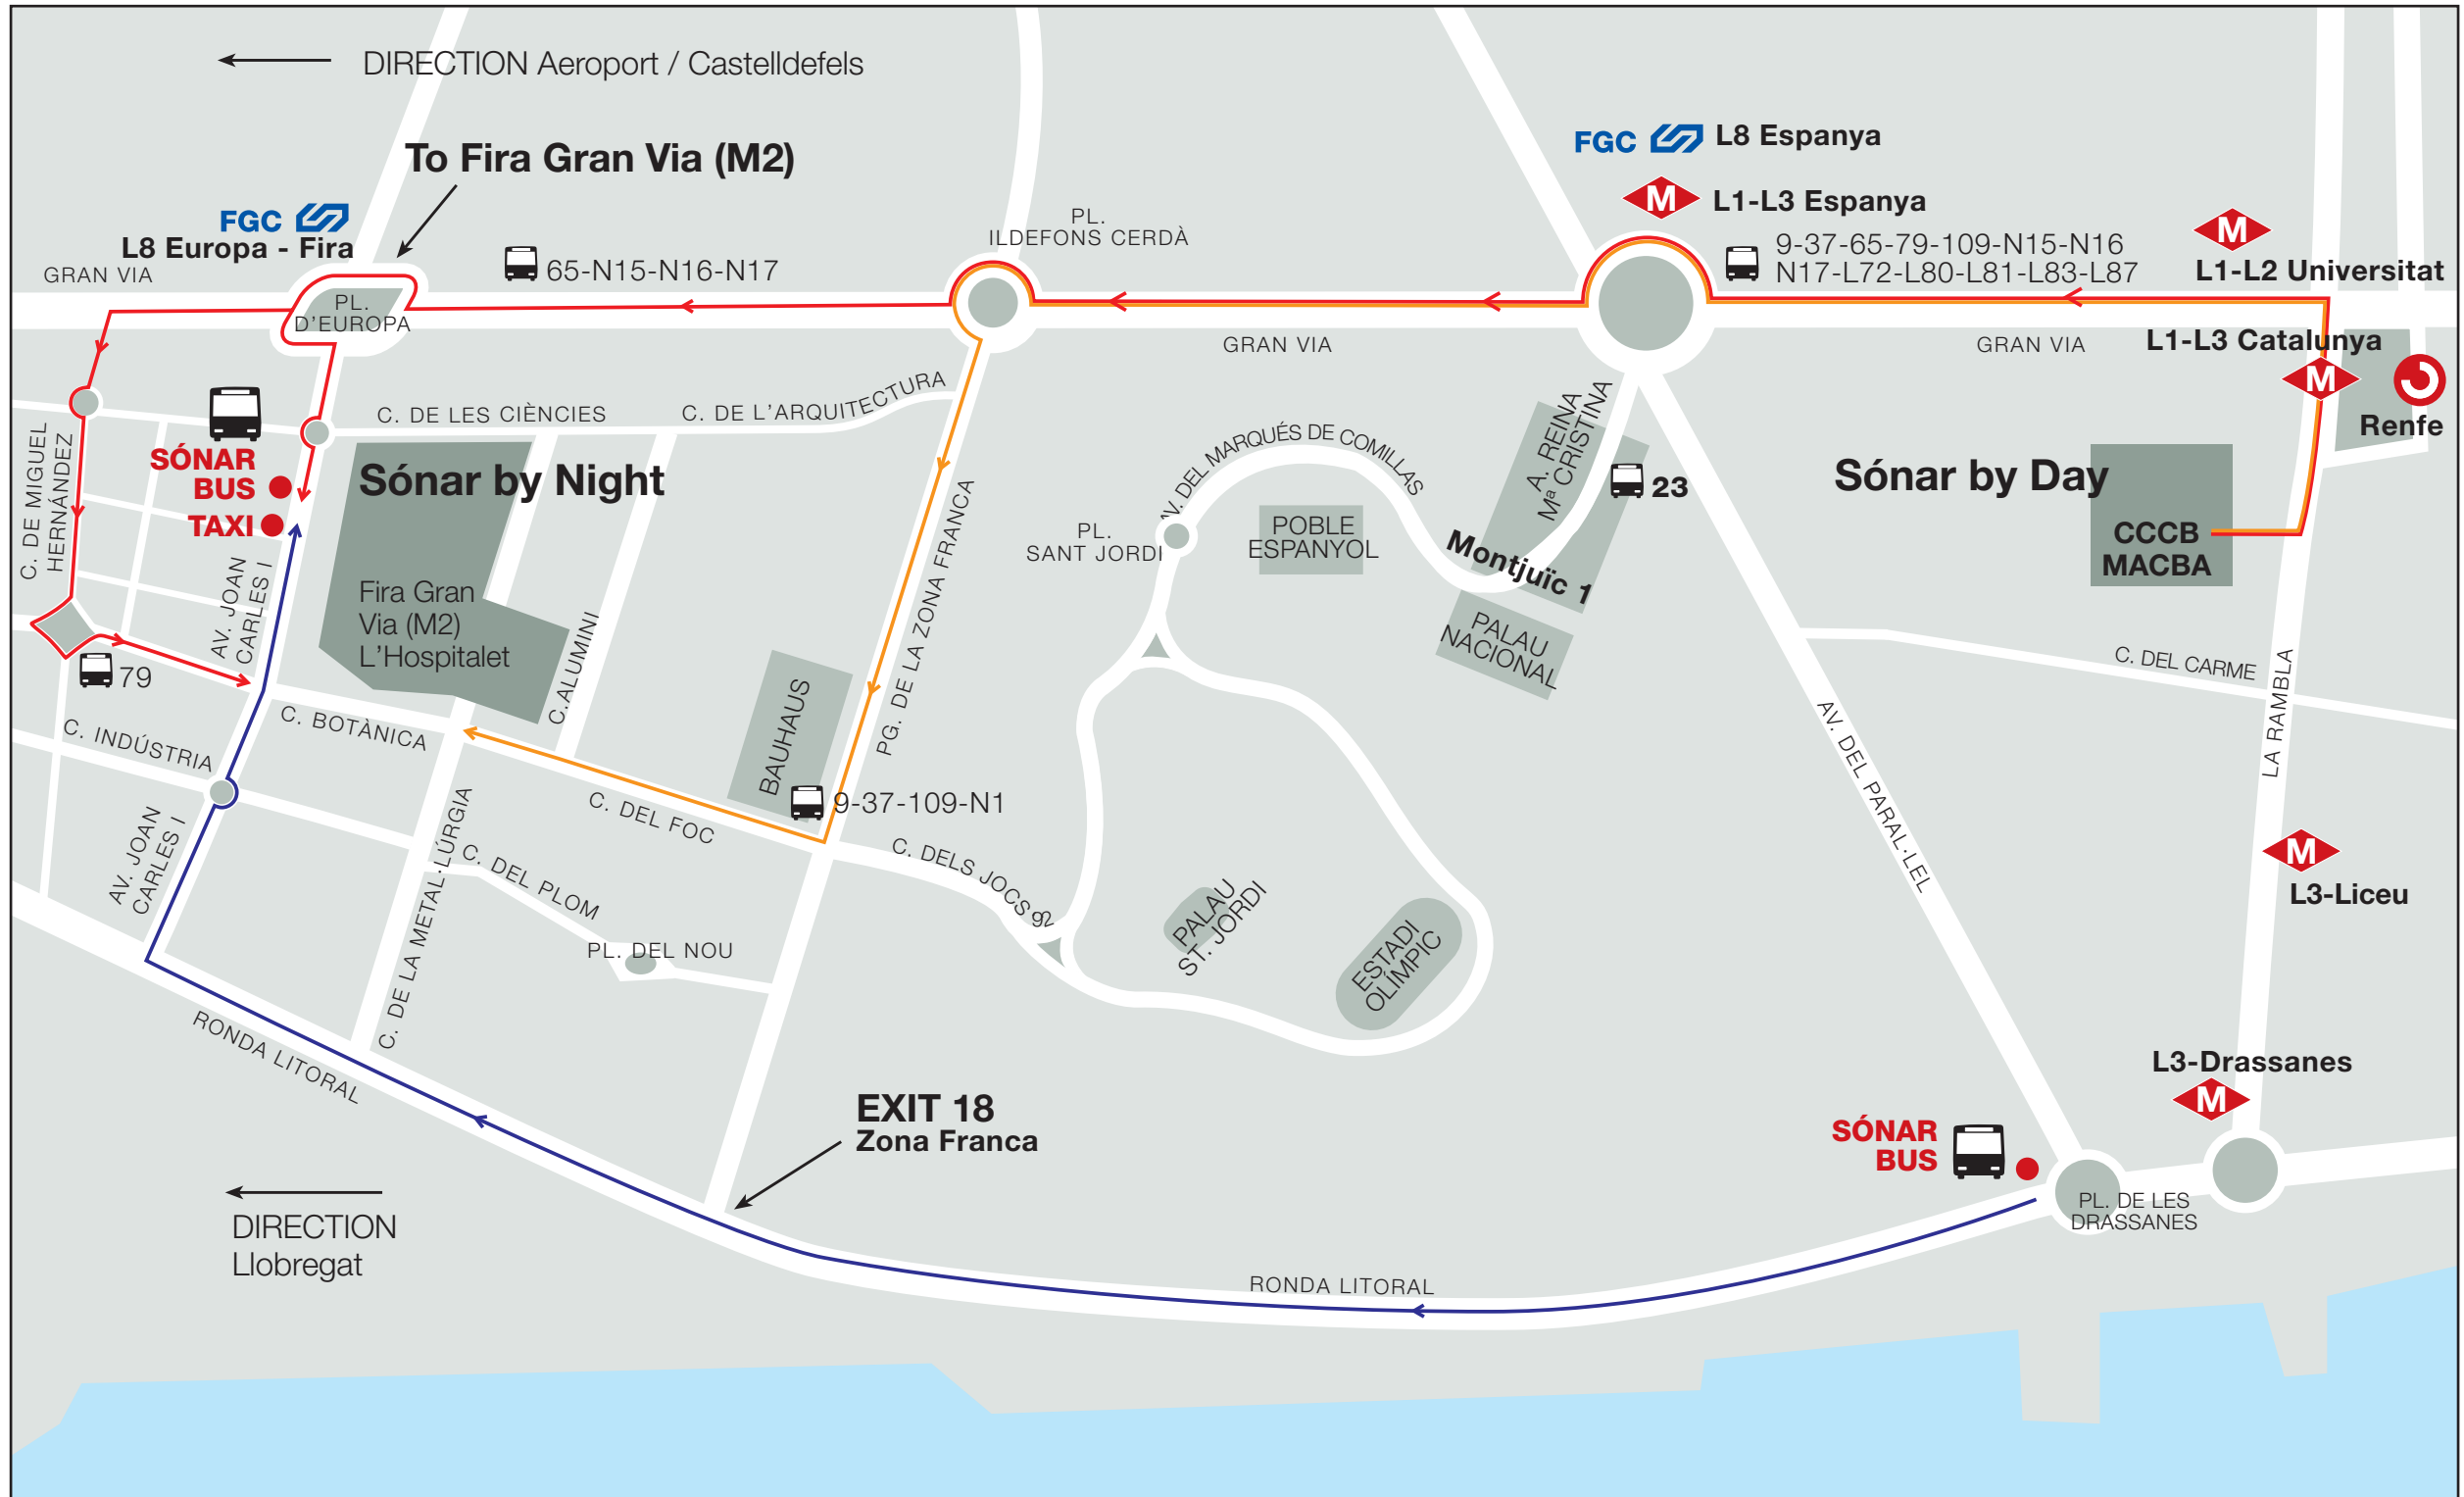 DIRECTION Aeroport / Castelldefels
To Fira Gran Via (M2)
FGC
L8 Europa - Fira
GRAN VIA
65-N15-N16-N17
PL.
D'EUROPA
PL.
ILDEFONS CERDÀ
FGC
L8 Espanya
M
L1-L3 Espanya
9-37-65-79-109-N15-N16
N17-L72-L80-L81-L83-L87
M
L1-L2 Universitat
GRAN VIA
GRAN VIA
L1-L3 Catalunya
M
Renfe
C. DE LES CIÈNCIES
C. DE L'ARQUITECTURA
C. DE MIGUEL
HERNÁNDEZ
SÓNAR
BUS
TAXI
Sónar by Night
Fira Gran
Via (M2)
L'Hospitalet
AV. JOAN
CARLES I
79
C. INDÚSTRIA
C. BOTÀNICA
C. ALUMINI
BAUHAUS
PG. DE LA ZONA FRANCA
9-37-109-N1
C. DEL FOC
C. DELS JOCS 92
AV. JOAN
CARLES I
C. DE LA METAL·LÚRGIA
C. DEL PLOM
PL. DEL NOU
AV. DEL MARQUÉS DE COMILLAS
PL.
SANT JORDI
POBLE
ESPANYOL
A. REINA
Mª CRISTINA
23
Montjuïc 1
PALAU
NACIONAL
Sónar by Day
CCCB
MACBA
C. DEL CARME
LA RAMBLA
AV. DEL PARAL·LEL
M
L3-Liceu
PALAU
ST. JORDI
ESTADI
OLÍMPIC
L3-Drassanes
M
SÓNAR
BUS
PL. DE LES
DRASSANES
RONDA LITORAL
EXIT 18
Zona Franca
DIRECTION
Llobregat
RONDA LITORAL